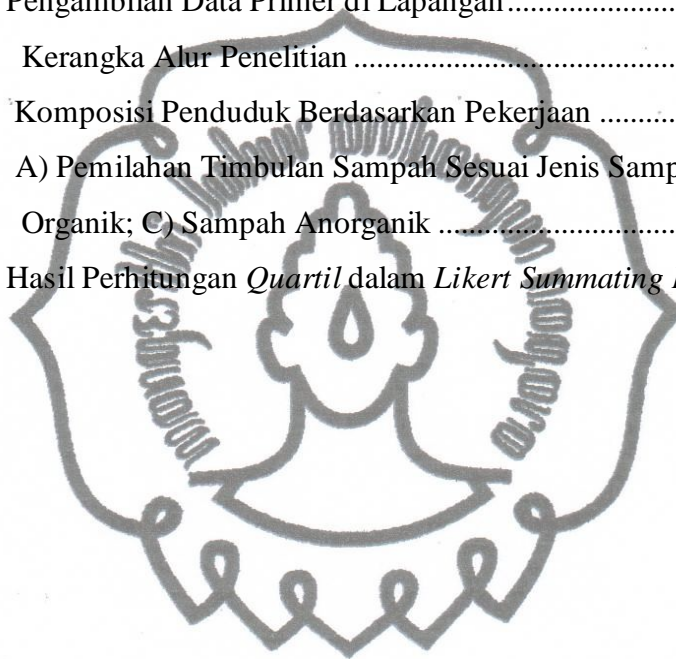 Pengambilan Data Primer di Lapangan
Kerangka Alur Penelitian
Komposisi Penduduk Berdasarkan Pekerjaan
A) Pemilahan Timbulan Sampah Sesuai Jenis
Organik; C) Sampah Anorganik
Hasil Perhitungan Quartil dalam Likert Summating